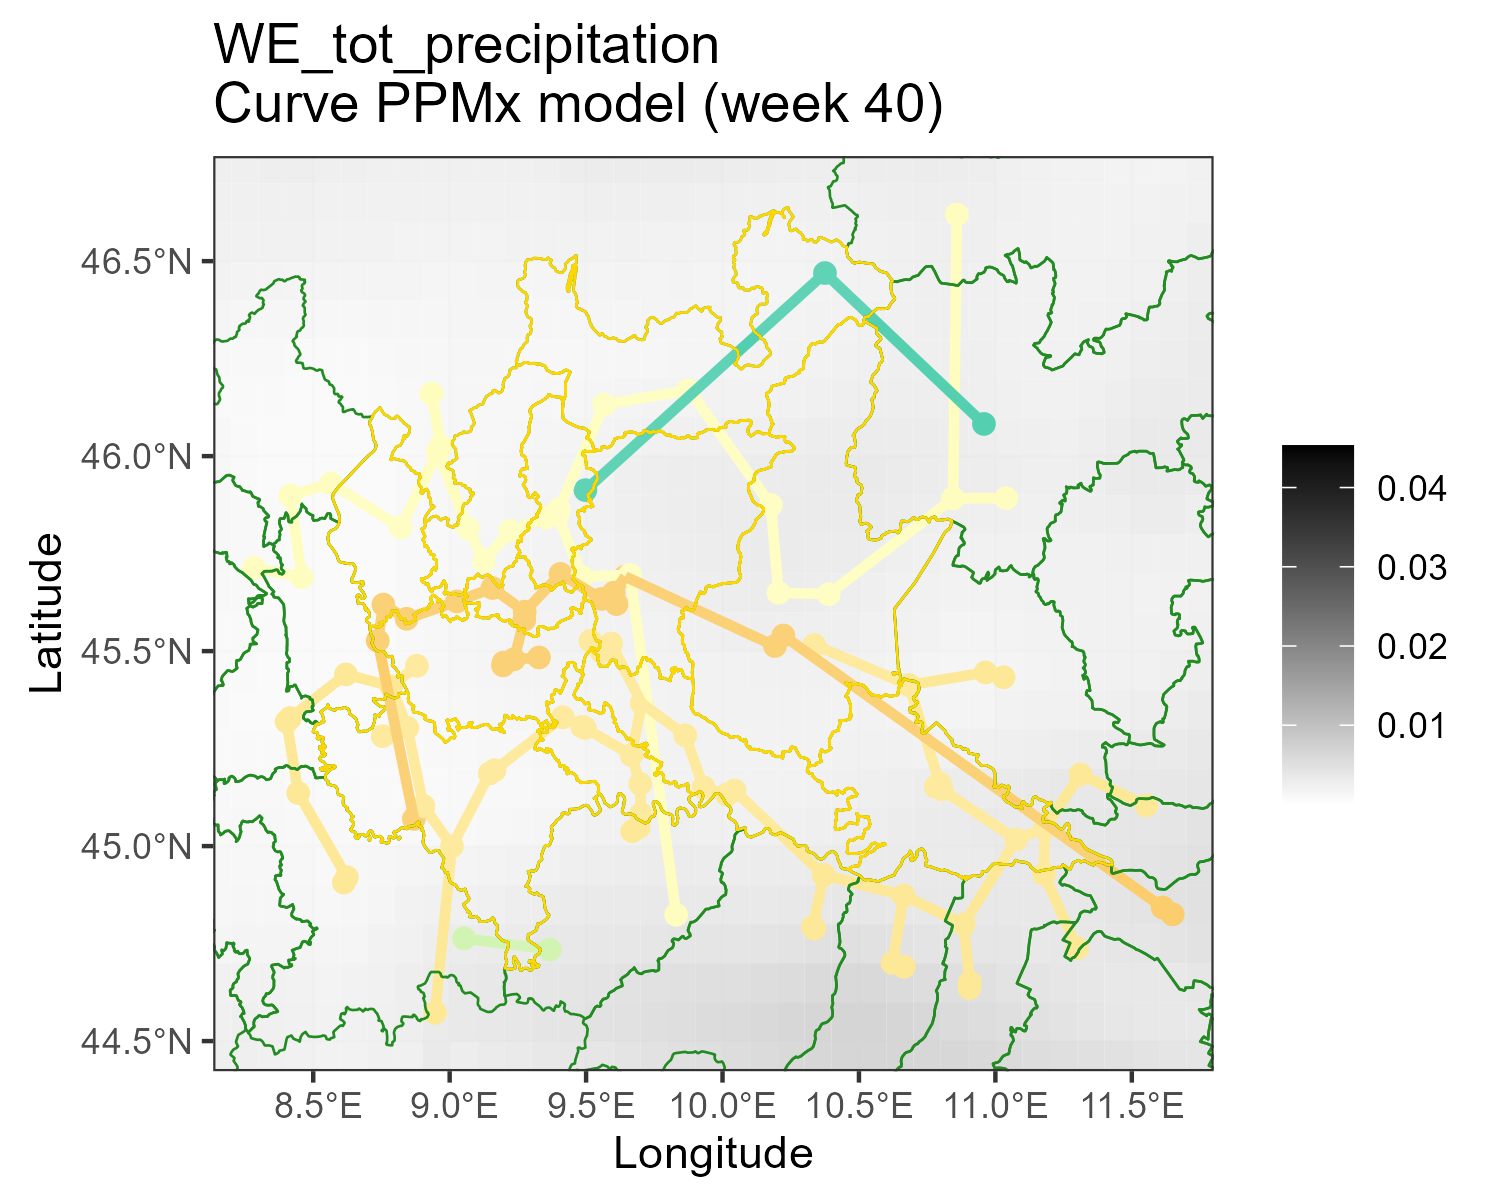 WE_tot_precipitation
Curve PPMx model (week 40)
46.5°N
46.0°N
45.5°N
45.0°N
44.5°N
Latitude
8.5°E 9.0°E 9.5°E 10.0°E 10.5°E 11.0°E 11.5°E
Longitude
0.04
0.03
0.02
0.01